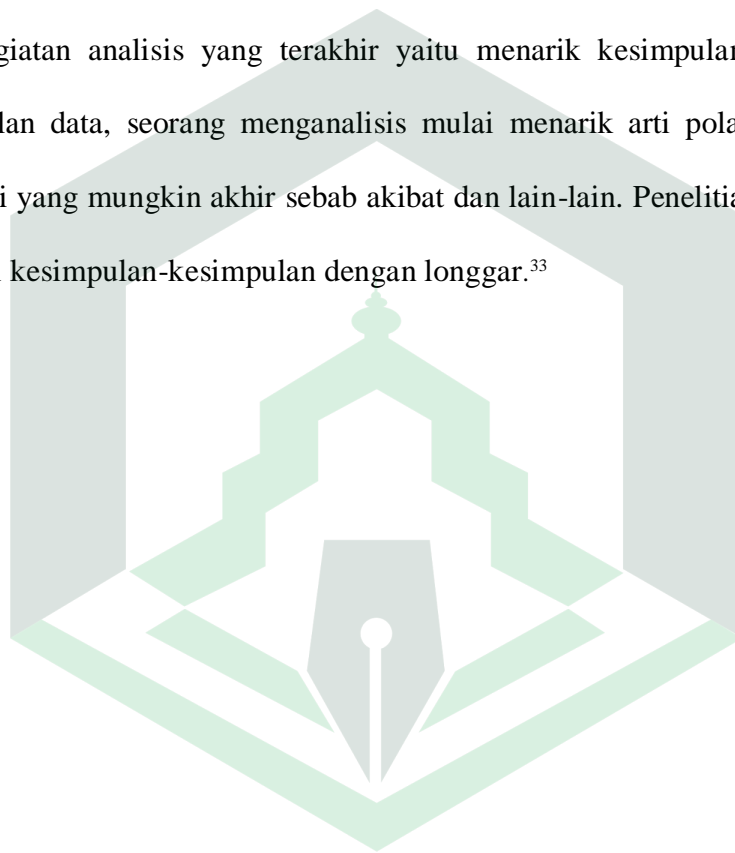 giatan analisis yang terakhir yaitu menarik kesimpulan
lan data, seorang menganalisis mulai menarik arti pola
i yang mungkin akhir sebab akibat dan lain-lain. Penelitia
kesimpulan-kesimpulan dengan longgar.³³